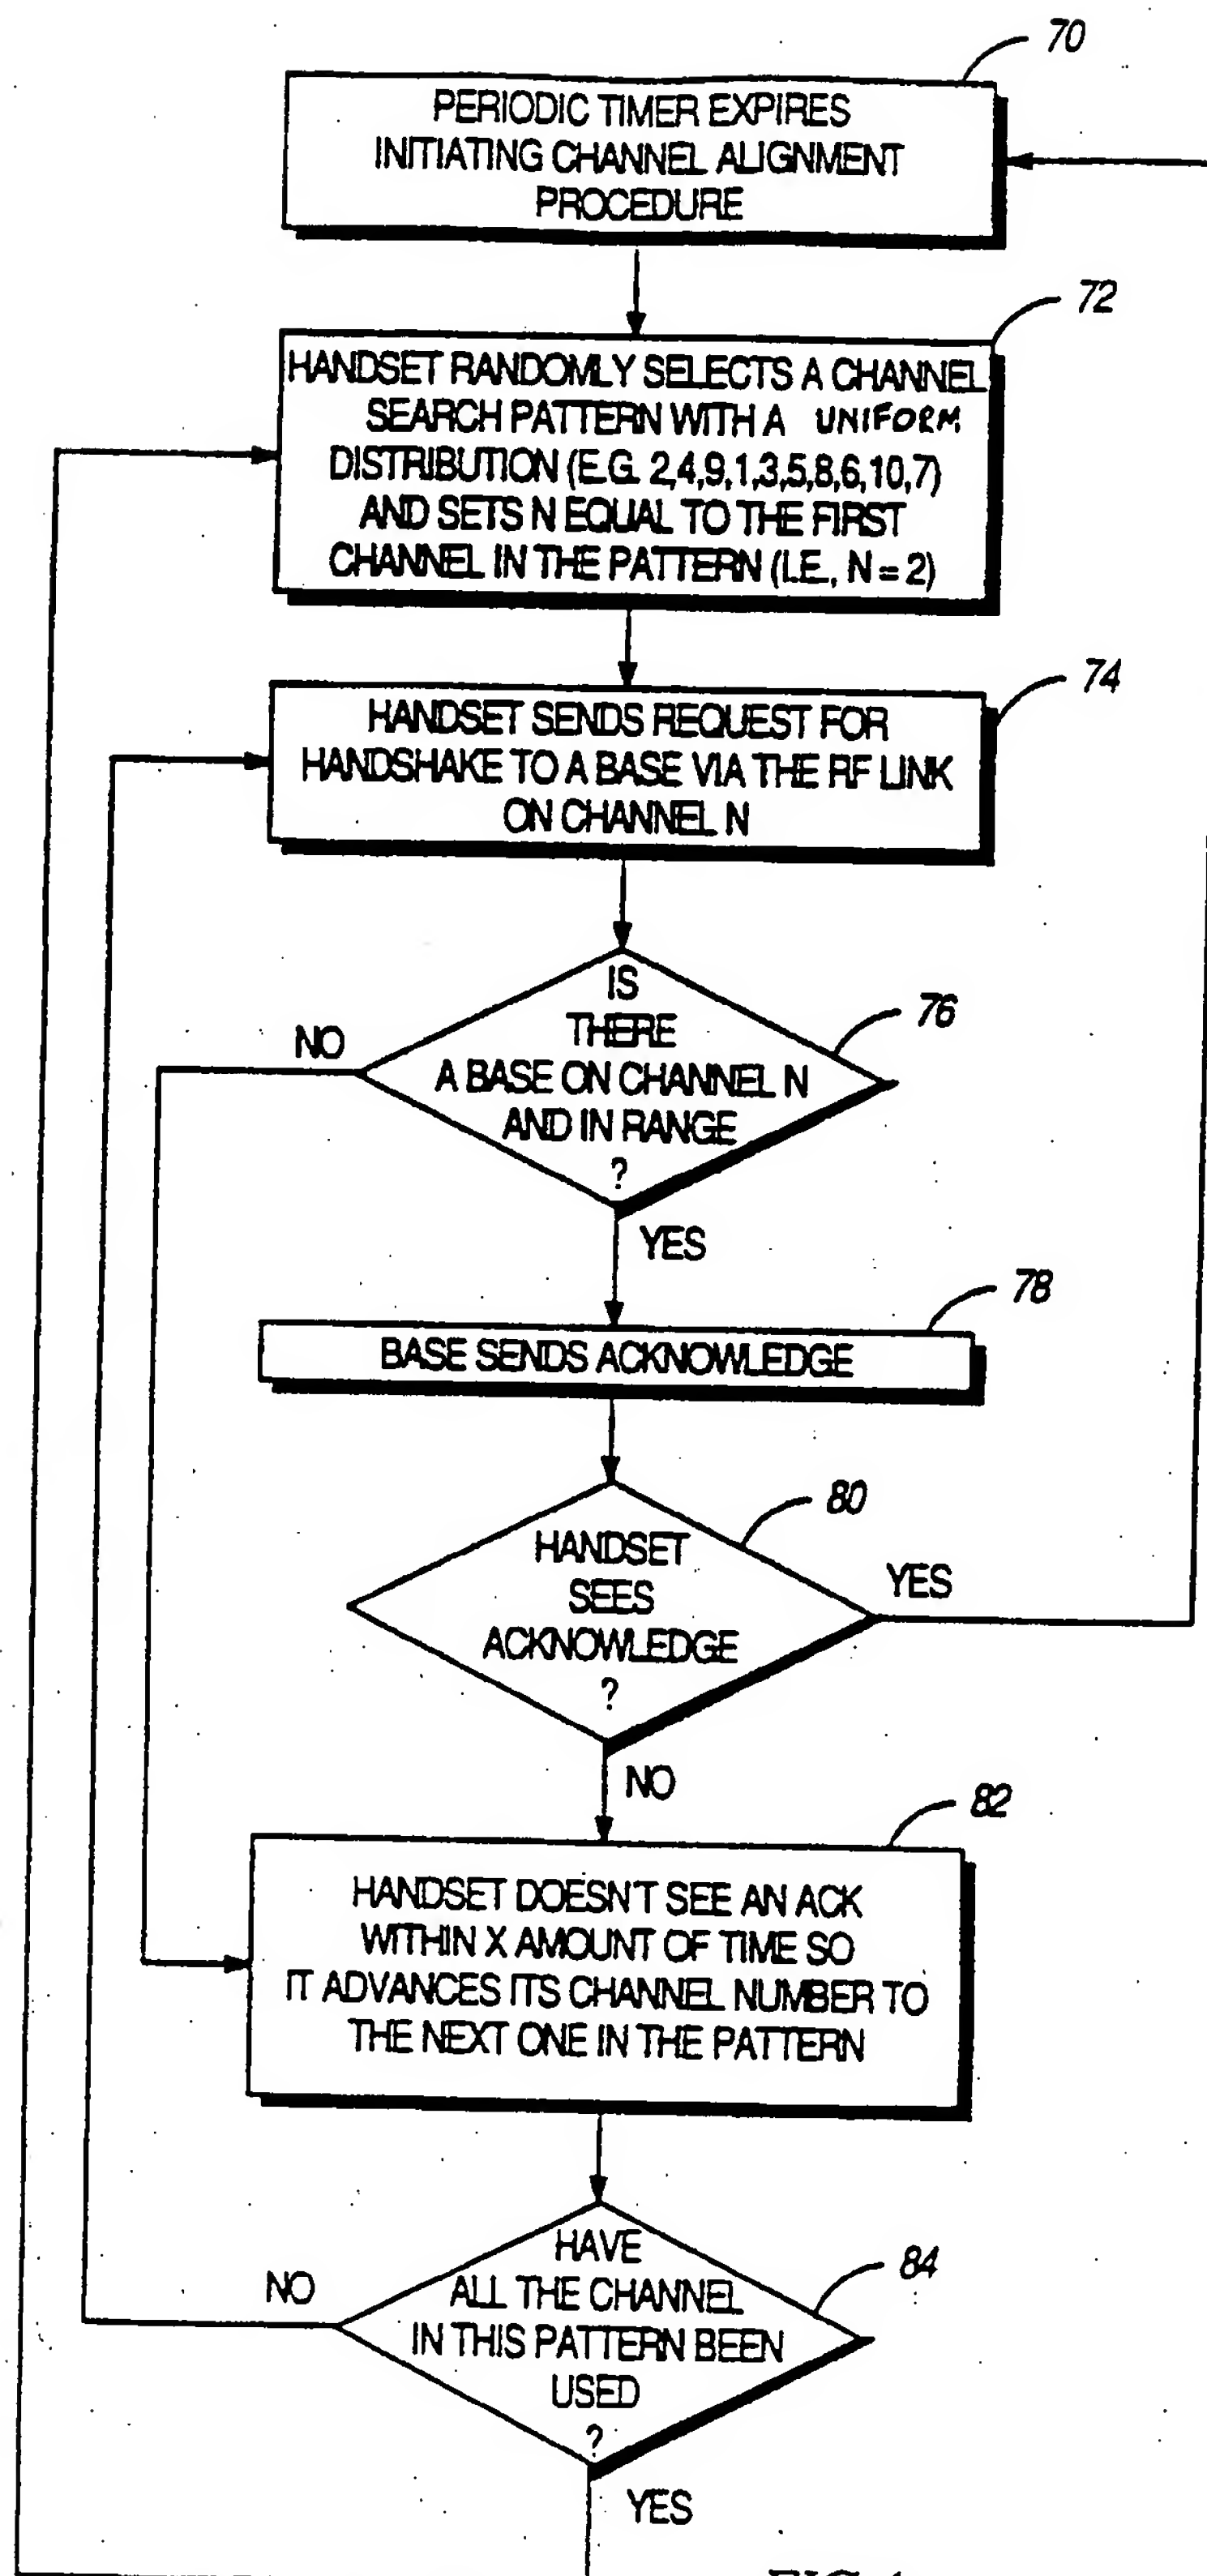 70
PERIODIC TIMER EXPIRES
INITIATING CHANNEL ALIGNMENT
PROCEDURE
72
HANDSET RANDOMLY SELECTS A CHANNEL
SEARCH PATTERN WITH A UNIFORM
DISTRIBUTION (E.G. 2,4,9,1,3,5,8,6,10,7)
AND SETS N EQUAL TO THE FIRST
CHANNEL IN THE PATTERN (I.E., N = 2)
74
HANDSET SENDS REQUEST FOR
HANDSHAKE TO A BASE VIA THE RF LINK
ON CHANNEL N
76
IS
THERE
A BASE ON CHANNEL N
AND IN RANGE
?
NO
YES
78
BASE SENDS ACKNOWLEDGE
80
HANDSET
SEES
ACKNOWLEDGE
?
YES
NO
82
HANDSET DOESN'T SEE AN ACK
WITHIN X AMOUNT OF TIME SO
IT ADVANCES ITS CHANNEL NUMBER TO
THE NEXT ONE IN THE PATTERN
84
HAVE
ALL THE CHANNEL
IN THIS PATTERN BEEN
USED
?
NO
YES